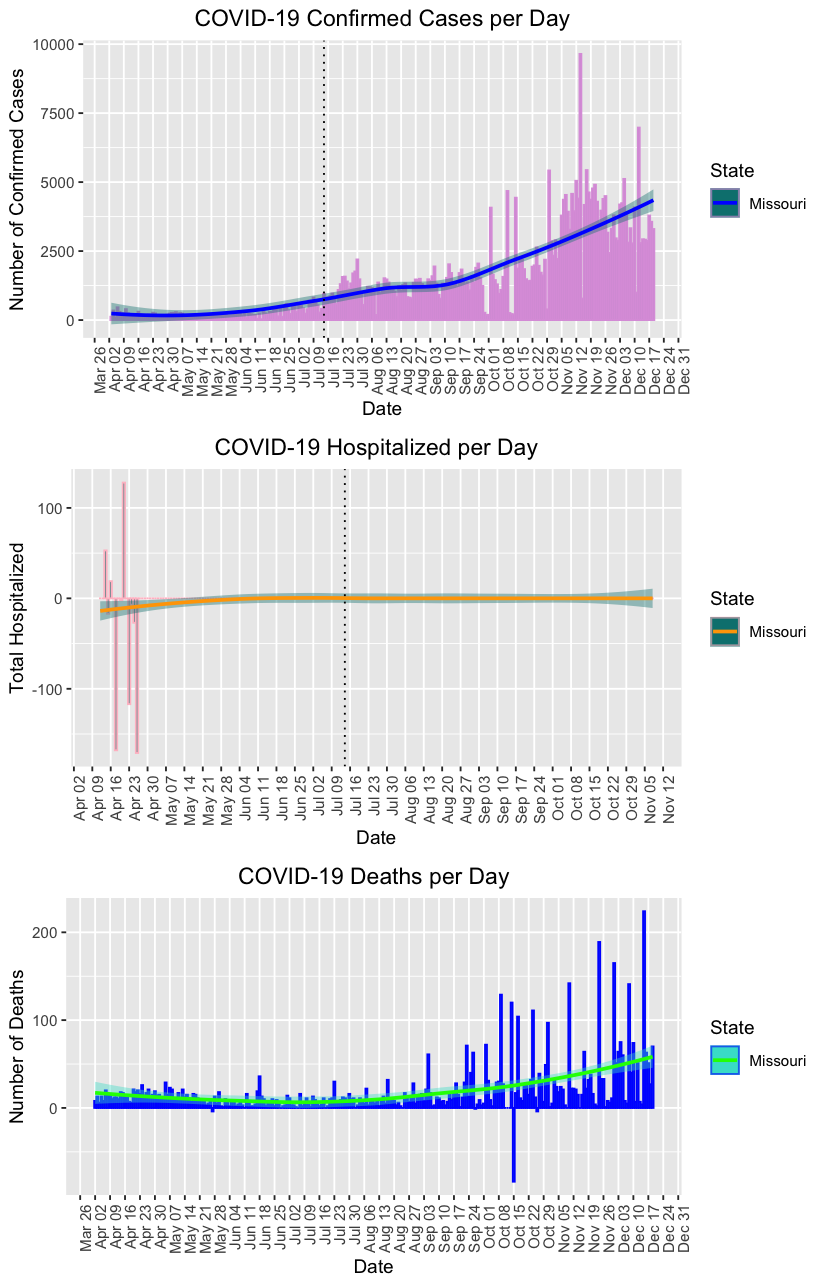 COVID-19 Confirmed Cases per Day
Number of Confirmed Cases
10000
7500
5000
2500
0
Mar 26
Apr 02
Apr 09
Apr 16
Apr 23
Apr 30
May 07
May 14
May 21
May 28
Jun 04
Jun 11
Jun 18
Jun 25
Jul 02
Jul 09
Jul 16
Jul 23
Jul 30
Aug 06
Aug 13
Aug 20
Aug 27
Sep 03
Sep 10
Sep 17
Sep 24
Oct 01
Oct 08
Oct 15
Oct 22
Oct 29
Nov 05
Nov 12
Nov 19
Nov 26
Dec 03
Dec 10
Dec 17
Dec 24
Dec 31
Date
State
Missouri
COVID-19 Hospitalized per Day
Total Hospitalized
100
0
-100
Apr 02
Apr 09
Apr 16
Apr 23
Apr 30
May 07
May 14
May 21
May 28
Jun 04
Jun 11
Jun 18
Jun 25
Jul 02
Jul 09
Jul 16
Jul 23
Jul 30
Aug 06
Aug 13
Aug 20
Aug 27
Sep 03
Sep 10
Sep 17
Sep 24
Oct 01
Oct 08
Oct 15
Oct 22
Oct 29
Nov 05
Nov 12
Date
State
Missouri
COVID-19 Deaths per Day
Number of Deaths
200
100
0
Mar 26
Apr 02
Apr 09
Apr 16
Apr 23
Apr 30
May 07
May 14
May 21
May 28
Jun 04
Jun 11
Jun 18
Jun 25
Jul 02
Jul 09
Jul 16
Jul 23
Jul 30
Aug 06
Aug 13
Aug 20
Aug 27
Sep 03
Sep 10
Sep 17
Sep 24
Oct 01
Oct 08
Oct 15
Oct 22
Oct 29
Nov 05
Nov 12
Nov 19
Nov 26
Dec 03
Dec 10
Dec 17
Dec 24
Dec 31
Date
State
Missouri